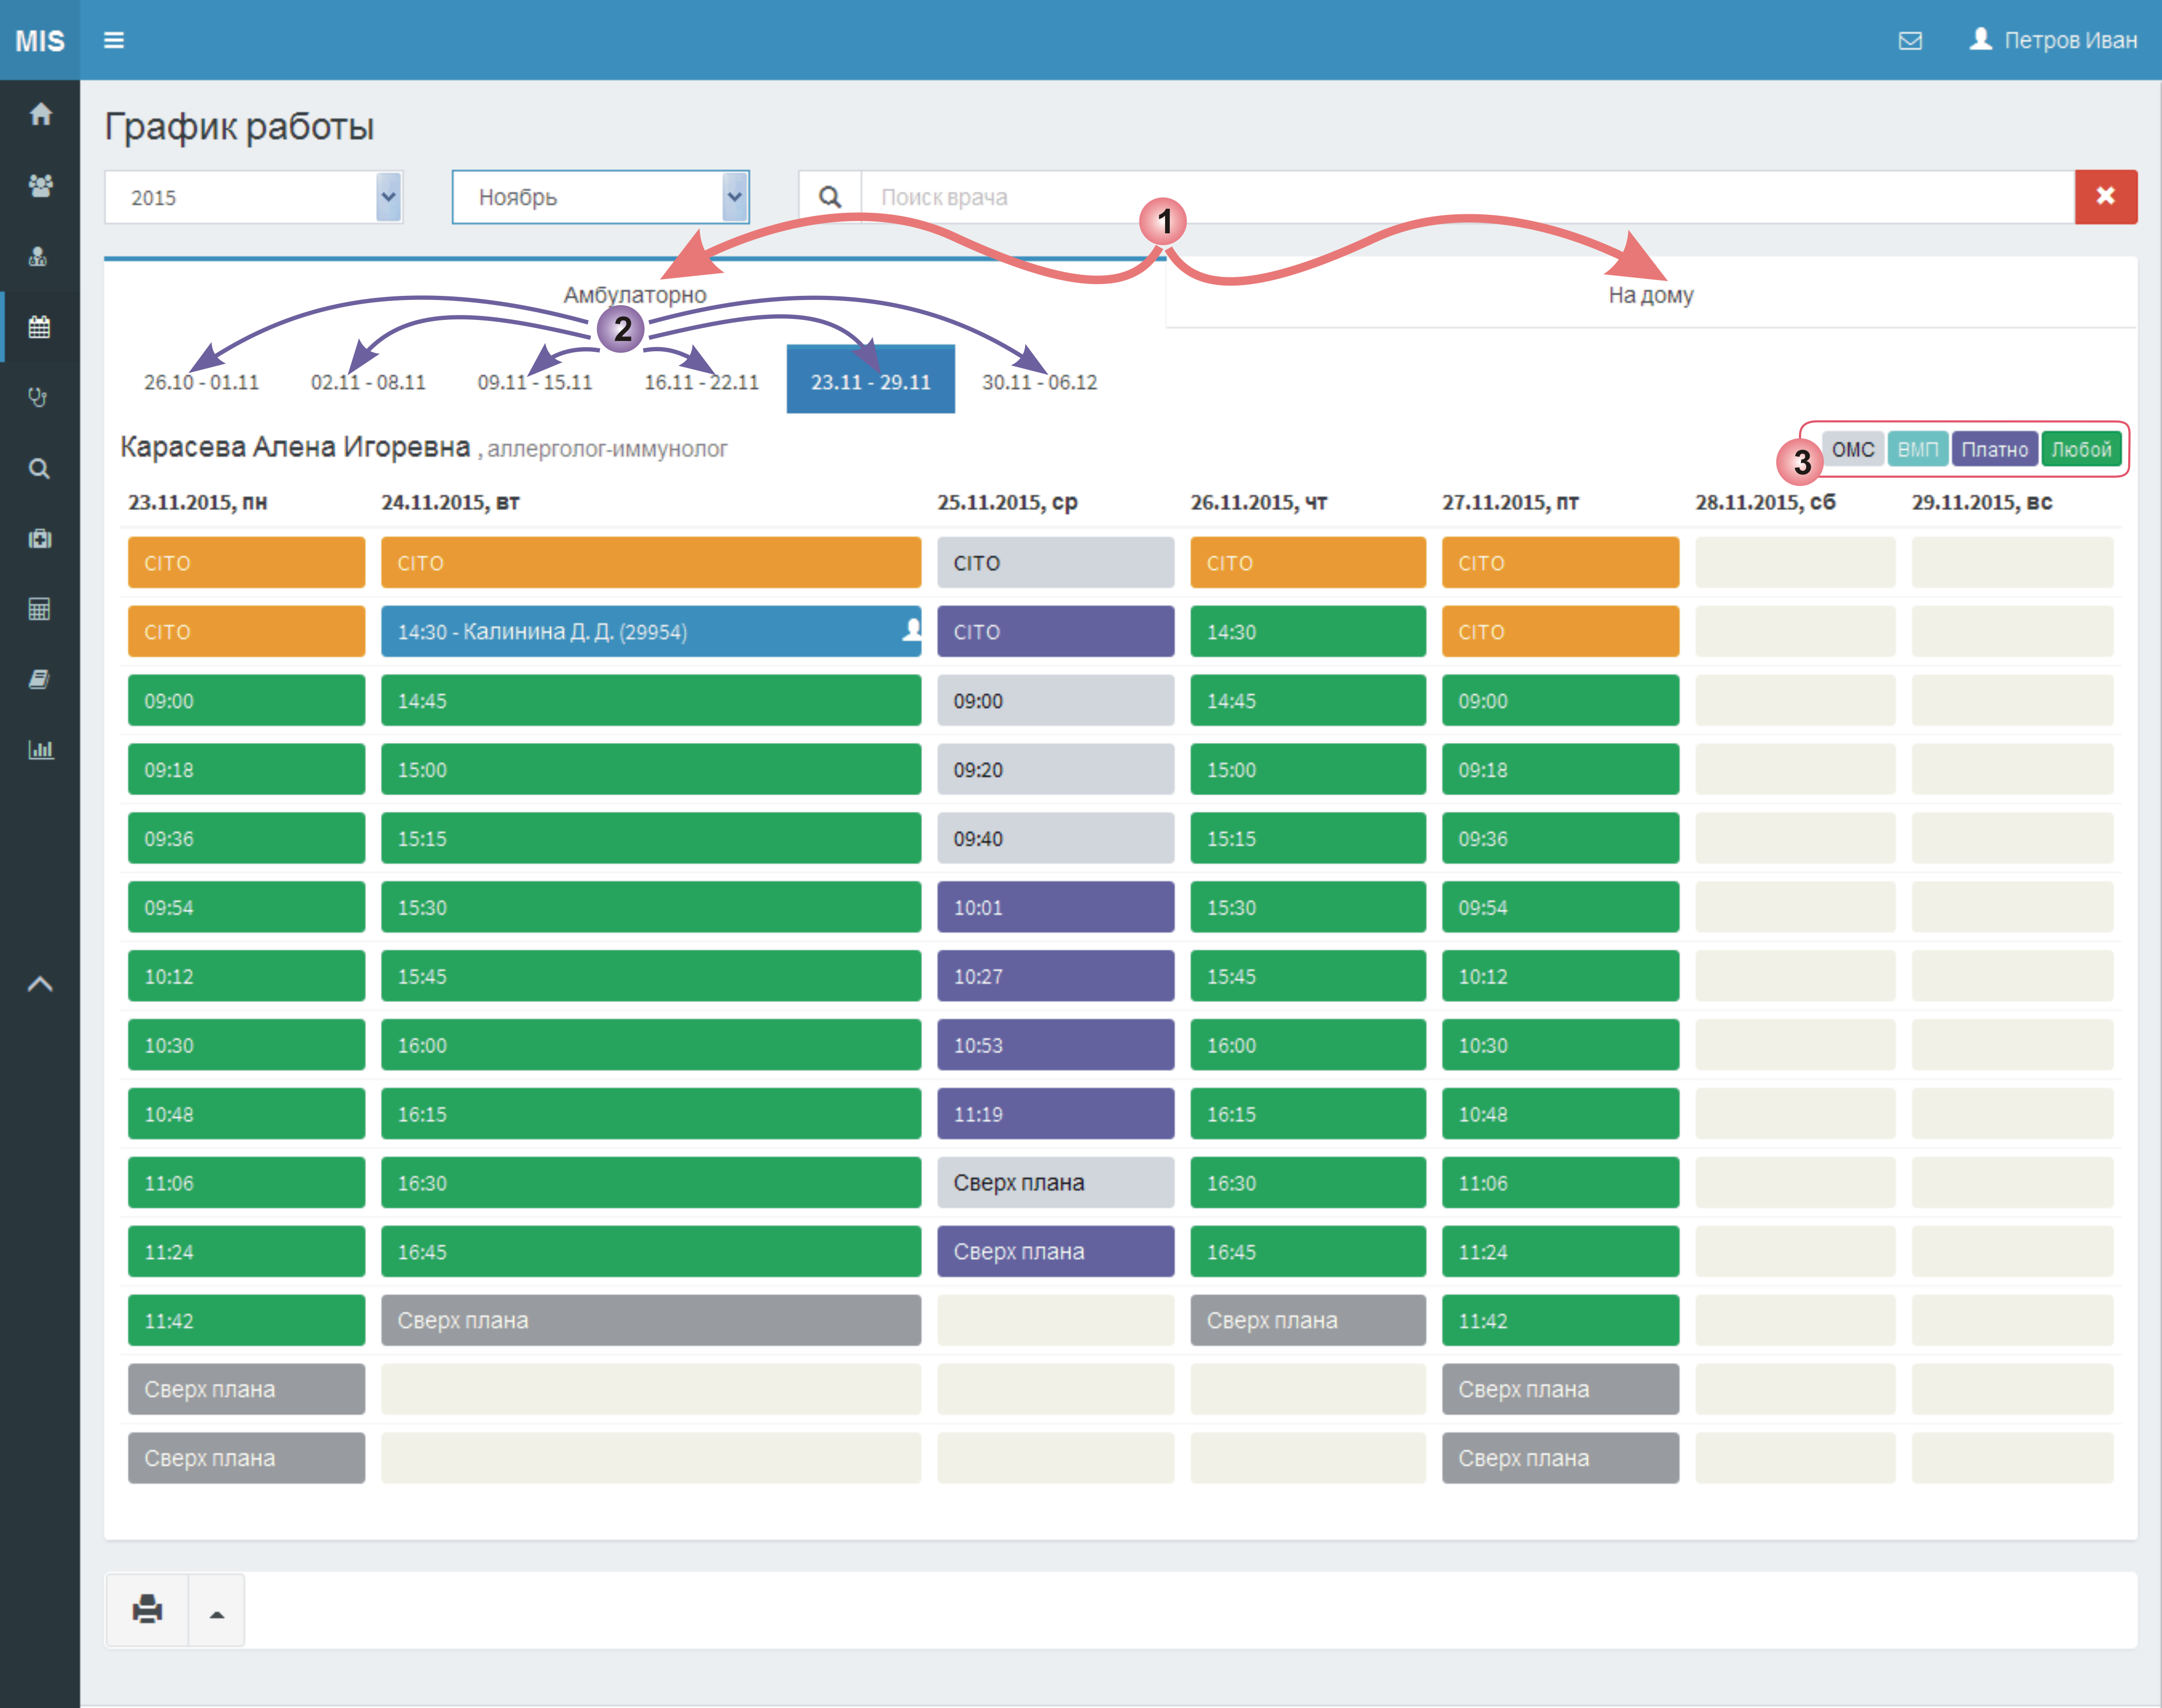 MIS
Петров Иван
График работы
2015 Ноябрь Поиск врача
1
Амбулаторно На дому
2
26.10 - 01.11 02.11 - 08.11 09.11 - 15.11 16.11 - 22.11 23.11 - 29.11 30.11 - 06.12
Карасева Алена Игоревна , аллерголог-иммунолог 3 ОМС ВМП Платно Любой
23.11.2015, пн 24.11.2015, вт 25.11.2015, ср 26.11.2015, чт 27.11.2015, пт 28.11.2015, сб 29.11.2015, вс
CITO CITO CITO CITO CITO
CITO 14:30 - Калинина Д. Д. (29954) CITO 14:30 CITO
09:00 14:45 09:00 14:45 09:00
09:18 15:00 09:20 15:00 09:18
09:36 15:15 09:40 15:15 09:36
09:54 15:30 10:01 15:30 09:54
10:12 15:45 10:27 15:45 10:12
10:30 16:00 10:53 16:00 10:30
10:48 16:15 11:19 16:15 10:48
11:06 16:30 Сверх плана 16:30 11:06
11:24 16:45 Сверх плана 16:45 11:24
11:42 Сверх плана Сверх плана 11:42
Сверх плана Сверх плана
Сверх плана Сверх плана